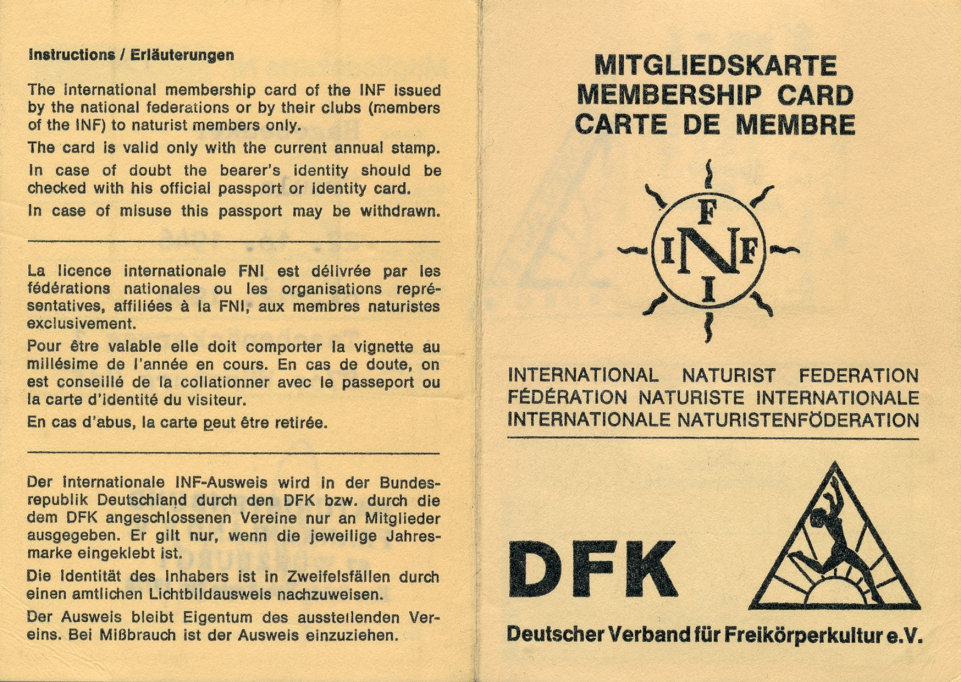 Instructions / Erläuterungen
The international membership card of the INF issued
by the national federations or by their clubs (members
of the INF) to naturist members only.
The card is valid only with the current annual stamp.
In case of doubt the bearer's identity should be
checked with his official passport or identity card.
In case of misuse this passport may be withdrawn.
La licence internationale FNI est délivrée par les
fédérations nationales ou les organisations repré-
sentatives, affiliées à la FNI, aux membres naturistes
exclusivement.
Pour être valable elle doit comporter la vignette au
millésime de l'année en cours. En cas de doute, on
est conseillé de la collationner avec le passeport ou
la carte d'identité du visiteur.
En cas d'abus, la carte peut être retirée.
Der internationale INF-Ausweis wird in der Bundes-
republik Deutschland durch den DFK bzw. durch die
dem DFK angeschlossenen Vereine nur an Mitglieder
ausgegeben. Er gilt nur, wenn die jeweilige Jahres-
marke eingeklebt ist.
Die Identität des Inhabers ist in Zweifelsfällen durch
einen amtlichen Lichtbildausweis nachzuweisen.
Der Ausweis bleibt Eigentum des ausstellenden Ver-
eins. Bei Mißbrauch ist der Ausweis einzuziehen.
MITGLIEDSKARTE
MEMBERSHIP CARD
CARTE DE MEMBRE
F
I N F
I
INTERNATIONAL NATURIST FEDERATION
FÉDÉRATION NATURISTE INTERNATIONALE
INTERNATIONALE NATURISTENFÖDERATION
DFK
Deutscher Verband für Freikörperkultur e.V.